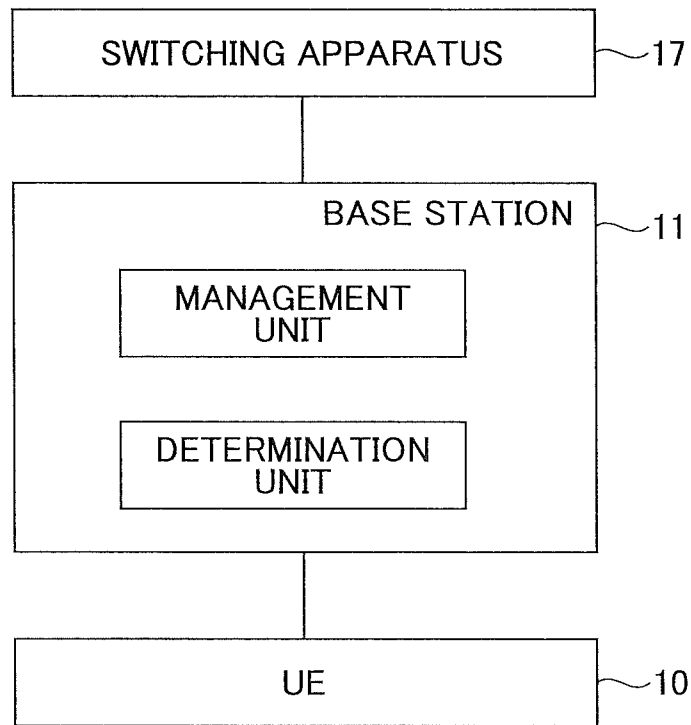 SWITCHING APPARATUS
17
BASE STATION
11
MANAGEMENT
UNIT
DETERMINATION
UNIT
UE
10